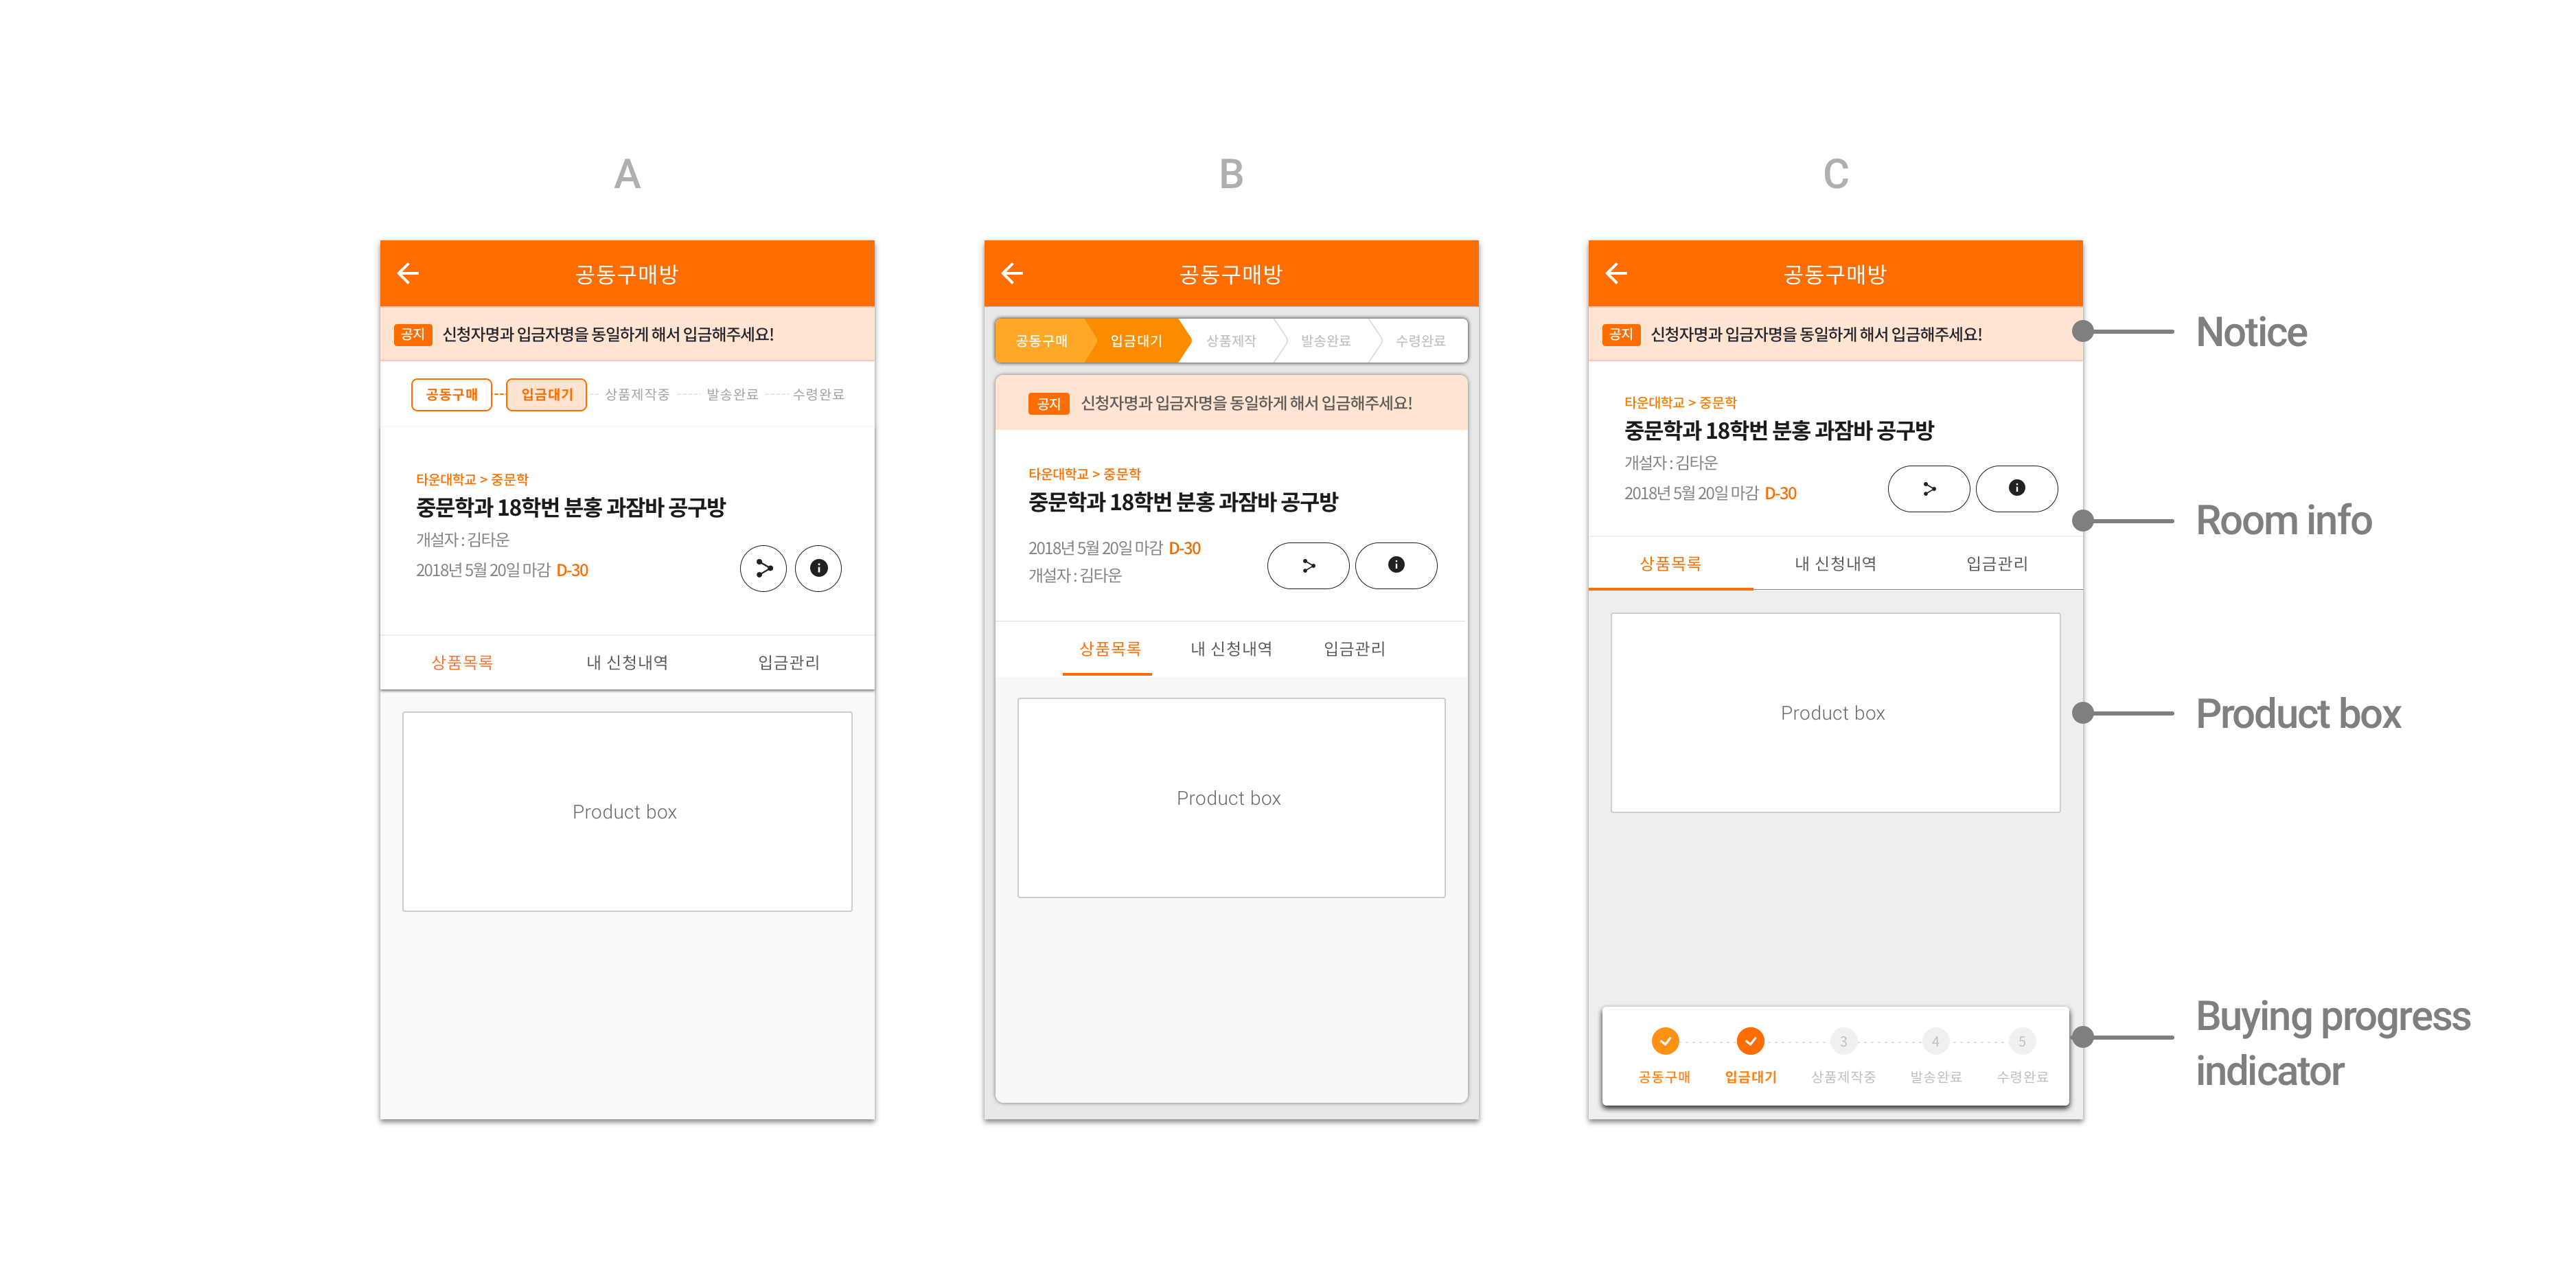 A
공동구매방
공지 신청자명과 입금자명을 동일하게 해서 입금해주세요!
공동구매 입금대기 상품제작중 발송완료 수령완료
타운대학교 > 중문학
중문학과 18학번 분홍 과잠바 공구방
개설자 : 김타운
2018년 5월 20일 마감 D-30
상품목록 내 신청내역 입금관리
Product box
B
공동구매방
공동구매 입금대기 상품제작 발송완료 수령완료
공지 신청자명과 입금자명을 동일하게 해서 입금해주세요!
타운대학교 > 중문학
중문학과 18학번 분홍 과잠바 공구방
2018년 5월 20일 마감 D-30
개설자 : 김타운
상품목록 내 신청내역 입금관리
Product box
C
공동구매방
공지 신청자명과 입금자명을 동일하게 해서 입금해주세요!
타운대학교 > 중문학
중문학과 18학번 분홍 과잠바 공구방
개설자 : 김타운
2018년 5월 20일 마감 D-30
상품목록 내 신청내역 입금관리
Product box
3 4 5
공동구매 입금대기 상품제작중 발송완료 수령완료
Notice
Room info
Product box
Buying progress
indicator